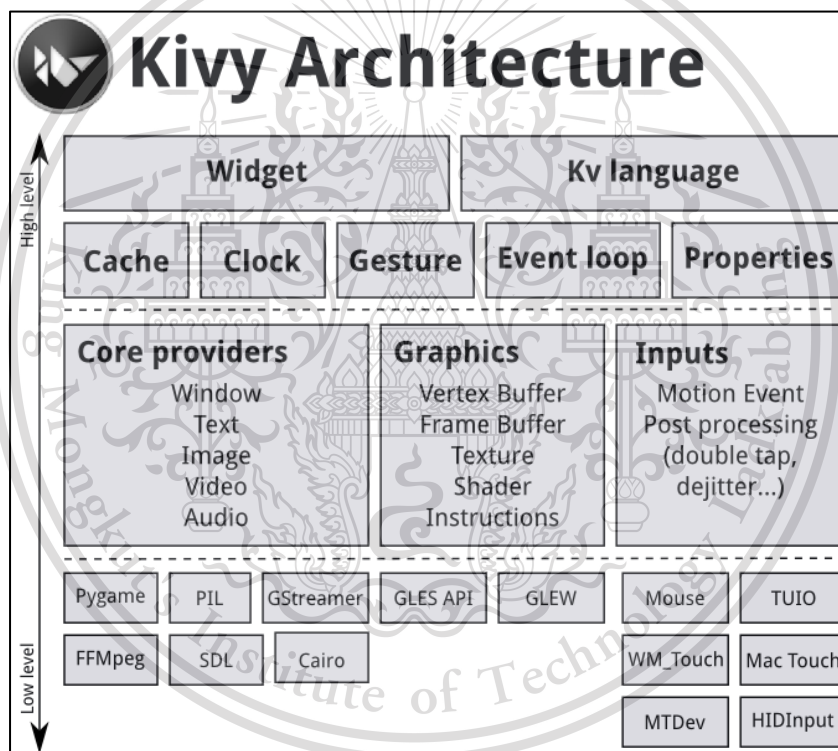 Kivy Architecture
High level
Widget
Kv language
Cache
Clock
Gesture
Event loop
Properties
Core providers
Window
Text
Image
Video
Audio
Graphics
Vertex Buffer
Frame Buffer
Texture
Shader
Instructions
Inputs
Motion Event
Post processing
(double tap,
dejitter...)
Low level
Pygame
PIL
GStreamer
GLES API
GLEW
Mouse
TUIO
FFMpeg
SDL
Cairo
WM_Touch
Mac Touch
MTDev
HIDInput
King Mongkut's Institute of Technology Ladkrabang